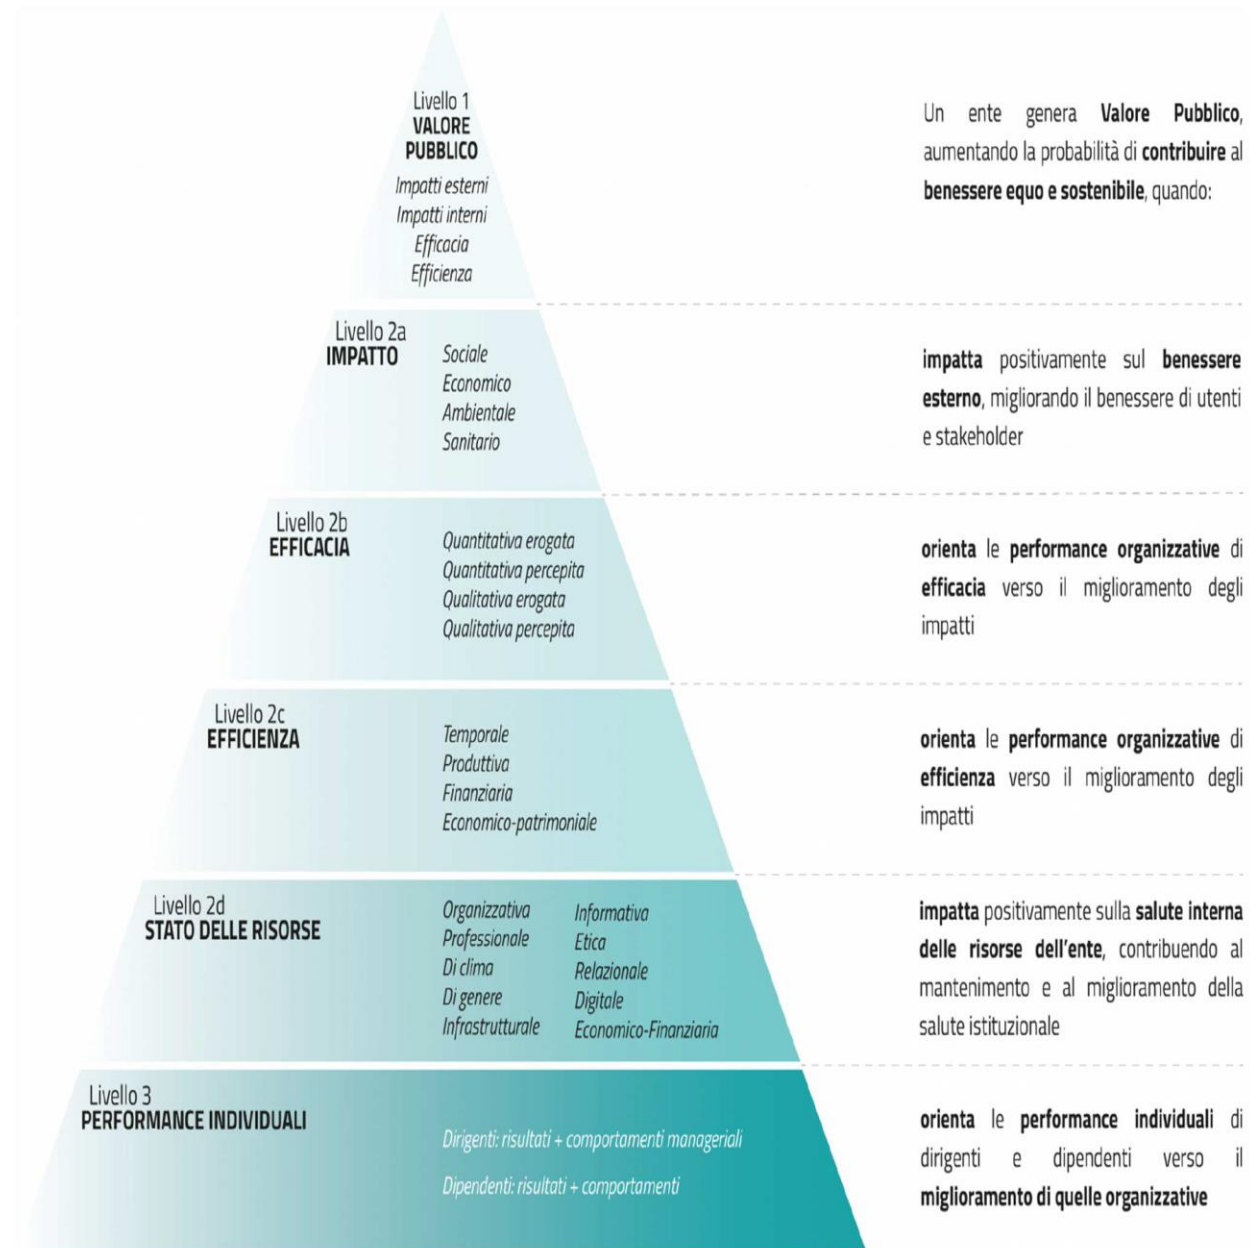 Livello 1
VALORE
PUBBLICO
Impatti esterni
Impatti interni
Efficacia
Efficienza
Un ente genera Valore Pubblico,
aumentando la probabilità di contribuire al
benessere equo e sostenibile, quando:
Livello 2a
IMPATTO
Sociale
Economico
Ambientale
Sanitario
impatta positivamente sul benessere
esterno, migliorando il benessere di utenti
e stakeholder
Livello 2b
EFFICACIA
Quantitativa erogata
Quantitativa percepita
Qualitativa erogata
Qualitativa percepita
orienta le performance organizzative di
efficacia verso il miglioramento degli
impatti
Livello 2c
EFFICIENZA
Temporale
Produttiva
Finanziaria
Economico-patrimoniale
orienta le performance organizzative di
efficienza verso il miglioramento degli
impatti
Livello 2d
STATO DELLE RISORSE
Organizzativa
Professionale
Di clima
Di genere
Infrastrutturale
Informativa
Etica
Relazionale
Digitale
Economico-Finanziaria
impatta positivamente sulla salute interna
delle risorse dell'ente, contribuendo al
mantenimento e al miglioramento della
salute istituzionale
Livello 3
PERFORMANCE INDIVIDUALI
Dirigenti: risultati + comportamenti manageriali
Dipendenti: risultati + comportamenti
orienta le performance individuali di
dirigenti e dipendenti verso il
miglioramento di quelle organizzative